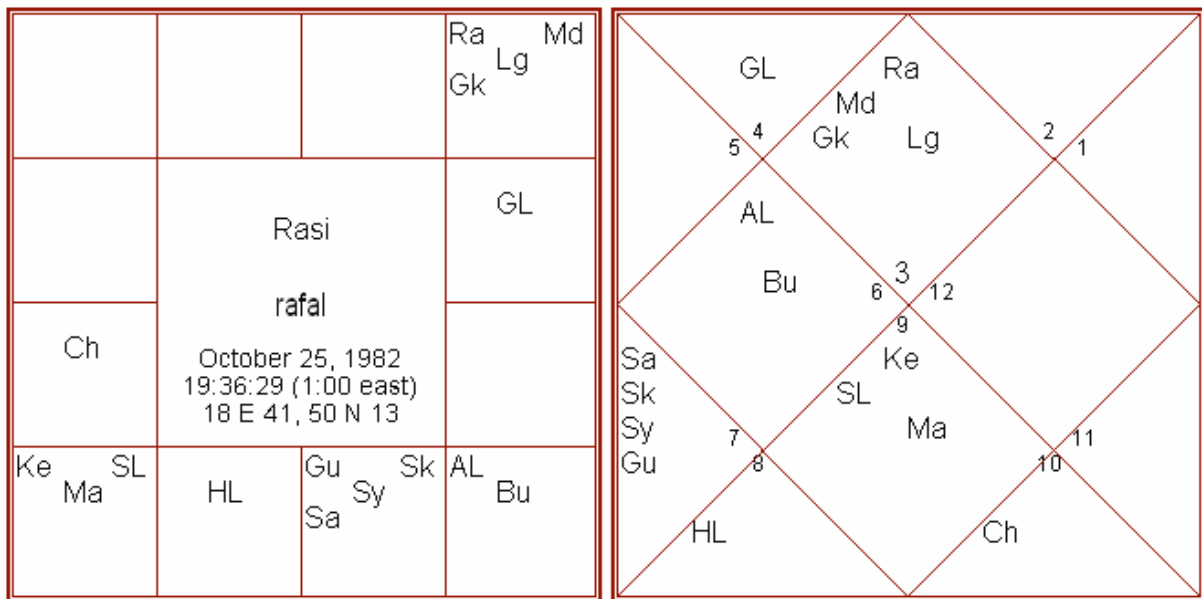 Ra Md
Lg
Gk
GL
Rasi
rafal
Ch
October 25, 1982
19:36:29 (1:00 east)
18 E 41, 50 N 13
Ke SL
Ma
HL
Gu Sk
Sy
Sa
AL
Bu
GL Ra
Md
Gk Lg
4 2
5 1
AL
Bu
3
6 12
9
Sa Ke
Sk SL
Sy Ma
Gu
7 11
8 10
HL Ch